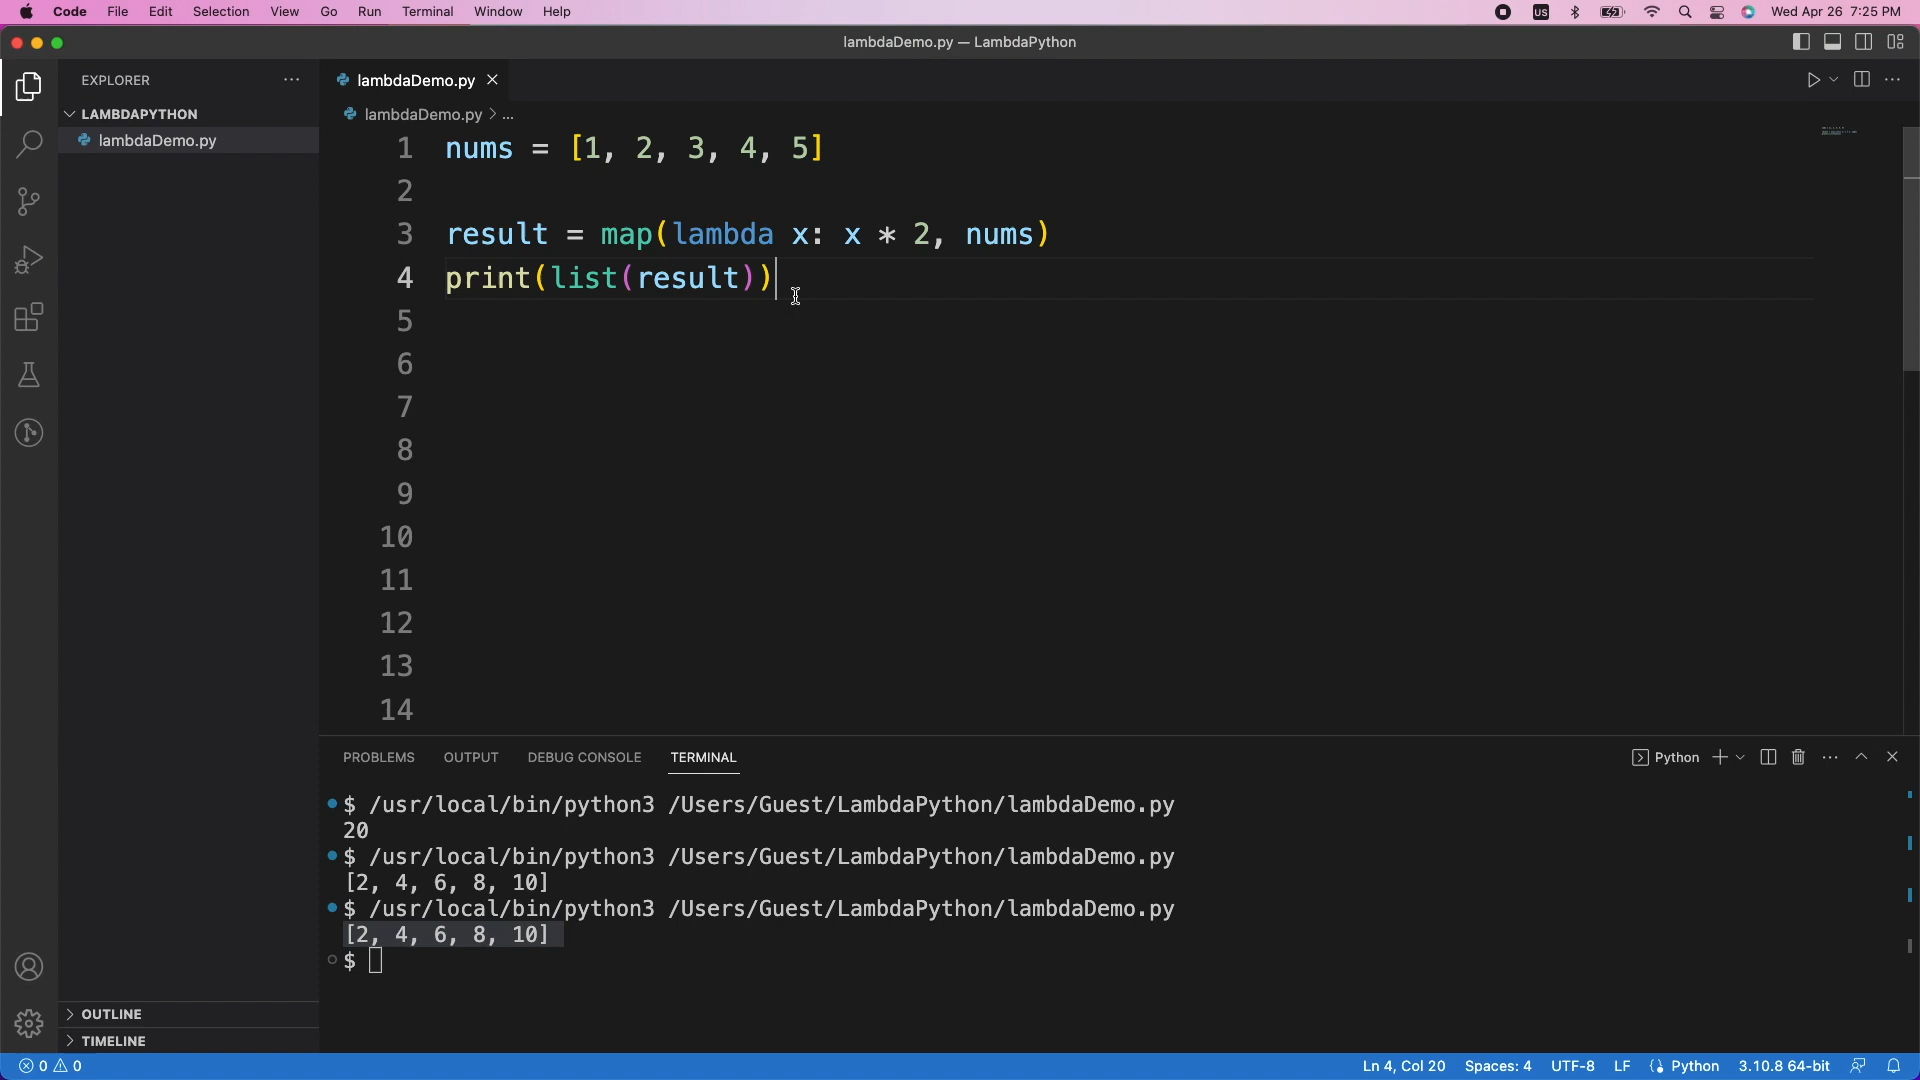 Code File Edit Selection View Go Run Terminal Window Help US Wed Apr 26 7:25 PM
lambdaDemo.py — LambdaPython
EXPLORER
LAMBDAPYTHON
lambdaDemo.py
OUTLINE
TIMELINE
lambdaDemo.py
lambdaDemo.py > ...
1 nums = [1, 2, 3, 4, 5]
2
3 result = map(lambda x: x * 2, nums)
4 print(list(result))
5
6
7
8
9
10
11
12
13
14
PROBLEMS OUTPUT DEBUG CONSOLE TERMINAL Python
$ /usr/local/bin/python3 /Users/Guest/LambdaPython/lambdaDemo.py
20
$ /usr/local/bin/python3 /Users/Guest/LambdaPython/lambdaDemo.py
[2, 4, 6, 8, 10]
$ /usr/local/bin/python3 /Users/Guest/LambdaPython/lambdaDemo.py
[2, 4, 6, 8, 10]
$
0 0 Ln 4, Col 20 Spaces: 4 UTF-8 LF Python 3.10.8 64-bit